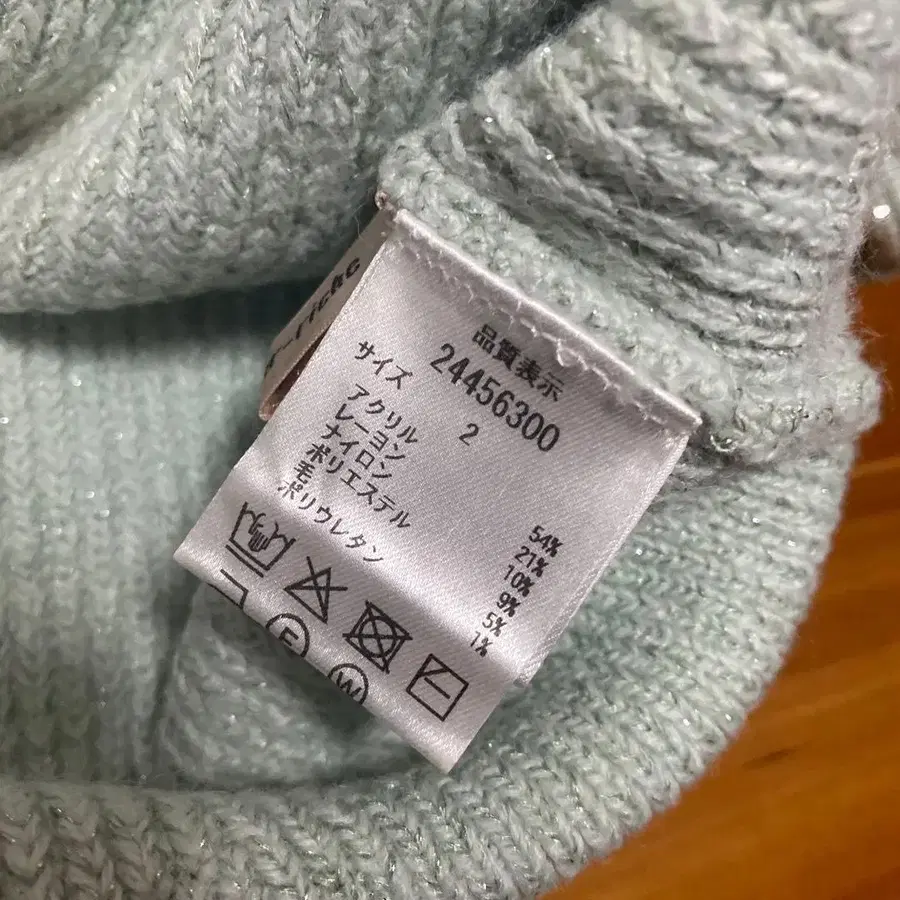 品質表示
24456300
サイズ 2
アクリル 54%
レーヨン 21%
ナイロン 10%
ポリエステル 9%
毛 5%
ポリウレタン 1%
F
W